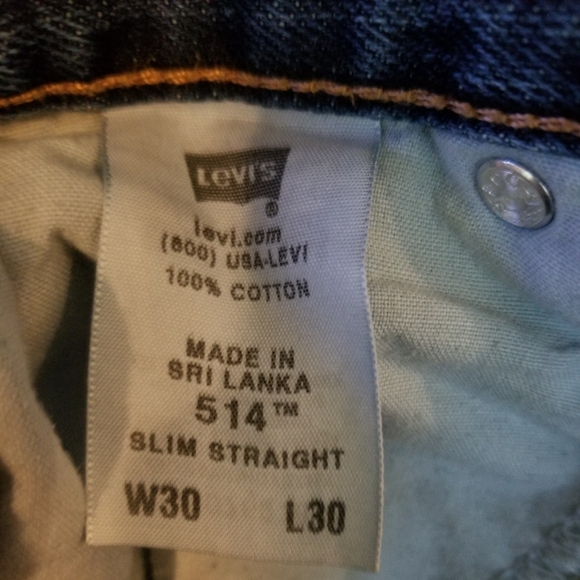 Levi's
®
levi.com
(800) USA-LEVI
100% COTTON
MADE IN
SRI LANKA
514™
SLIM STRAIGHT
W30 L30